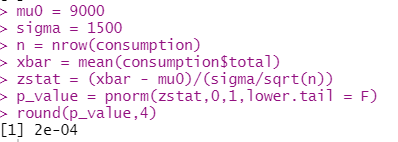 > mu0 = 9000
> sigma = 1500
> n = nrow(consumption)
> xbar = mean(consumption$total)
> zstat = (xbar - mu0)/(sigma/sqrt(n))
> p_value = pnorm(zstat,0,1,lower.tail = F)
> round(p_value,4)
[1] 2e-04